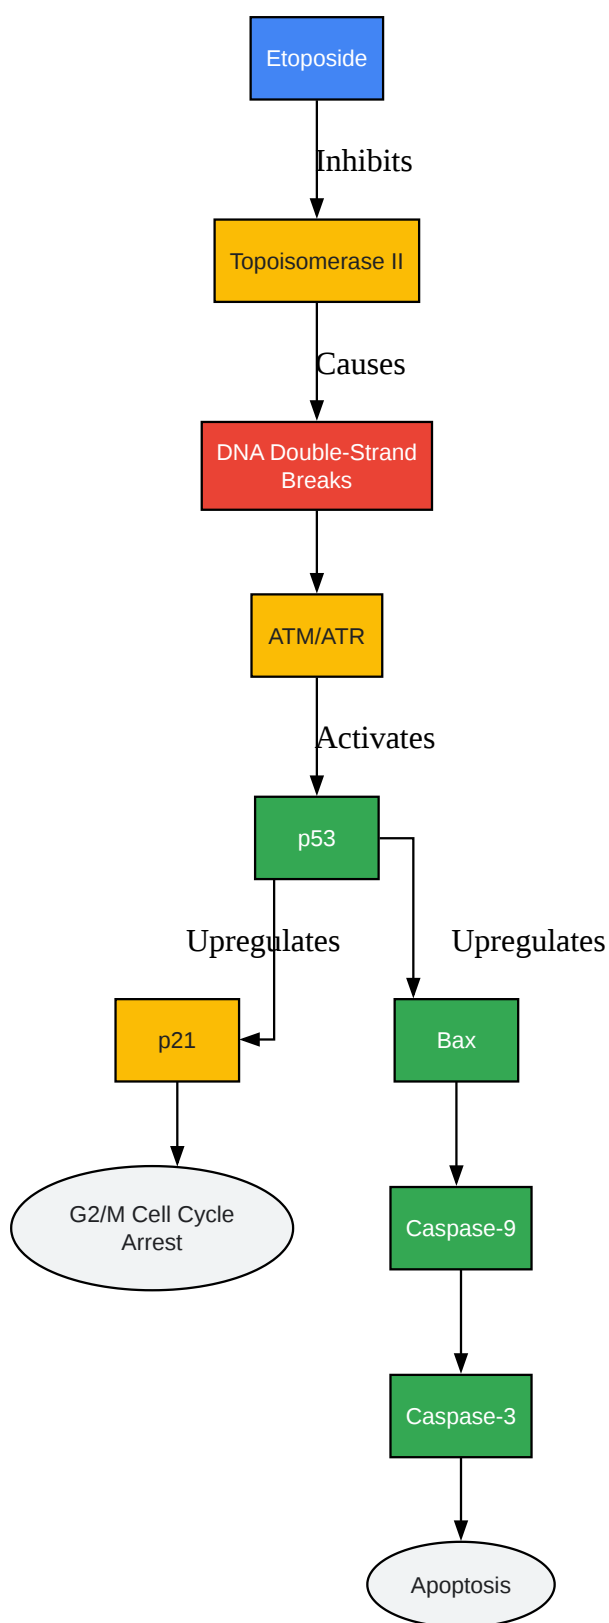 Etoposide
Inhibits
Topoisomerase II
Causes
DNA Double-Strand
Breaks
ATM/ATR
Activates
p53
Upregulates
Upregulates
p21
Bax
G2/M Cell Cycle
Arrest
Caspase-9
Caspase-3
Apoptosis